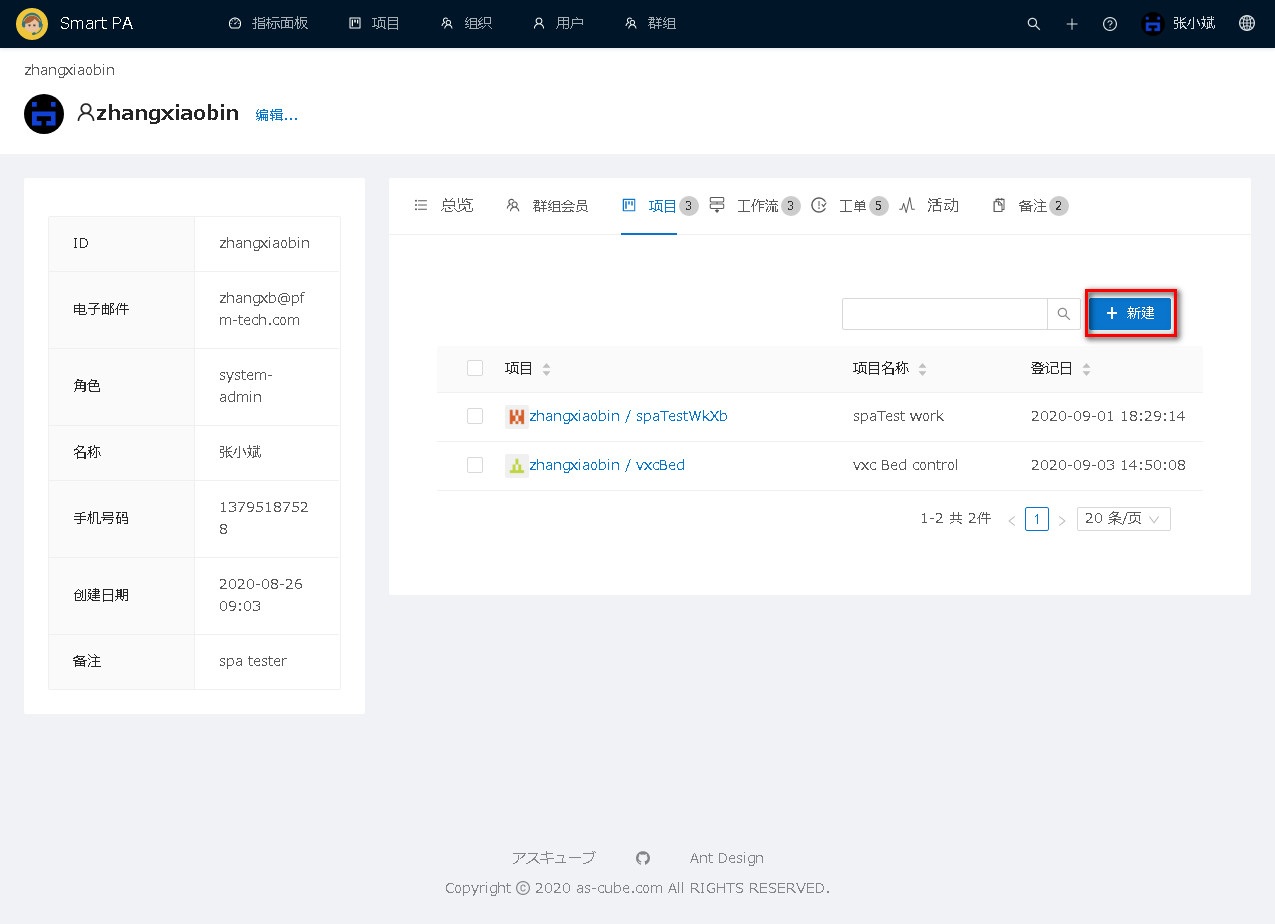 Smart PA 指标面板 项目 组织 用户 群组 张小斌
zhangxiaobin
zhangxiaobin 编辑...
总览 群组会员 项目 3 工作流 3 工单 5 活动 备注 2
ID zhangxiaobin
电子邮件 zhangxb@pf
m-tech.com
角色 system-
admin
名称 张小斌
手机号码 1379518752
8
创建日期 2020-08-26
09:03
备注 spa tester
新建
项目 项目名称 登记日
zhangxiaobin / spaTestWkXb spaTest work 2020-09-01 18:29:14
zhangxiaobin / vxcBed vxc Bed control 2020-09-03 14:50:08
1-2 共 2件 1 20 条/页
アスキューブ Ant Design
Copyright © 2020 as-cube.com All RIGHTS RESERVED.